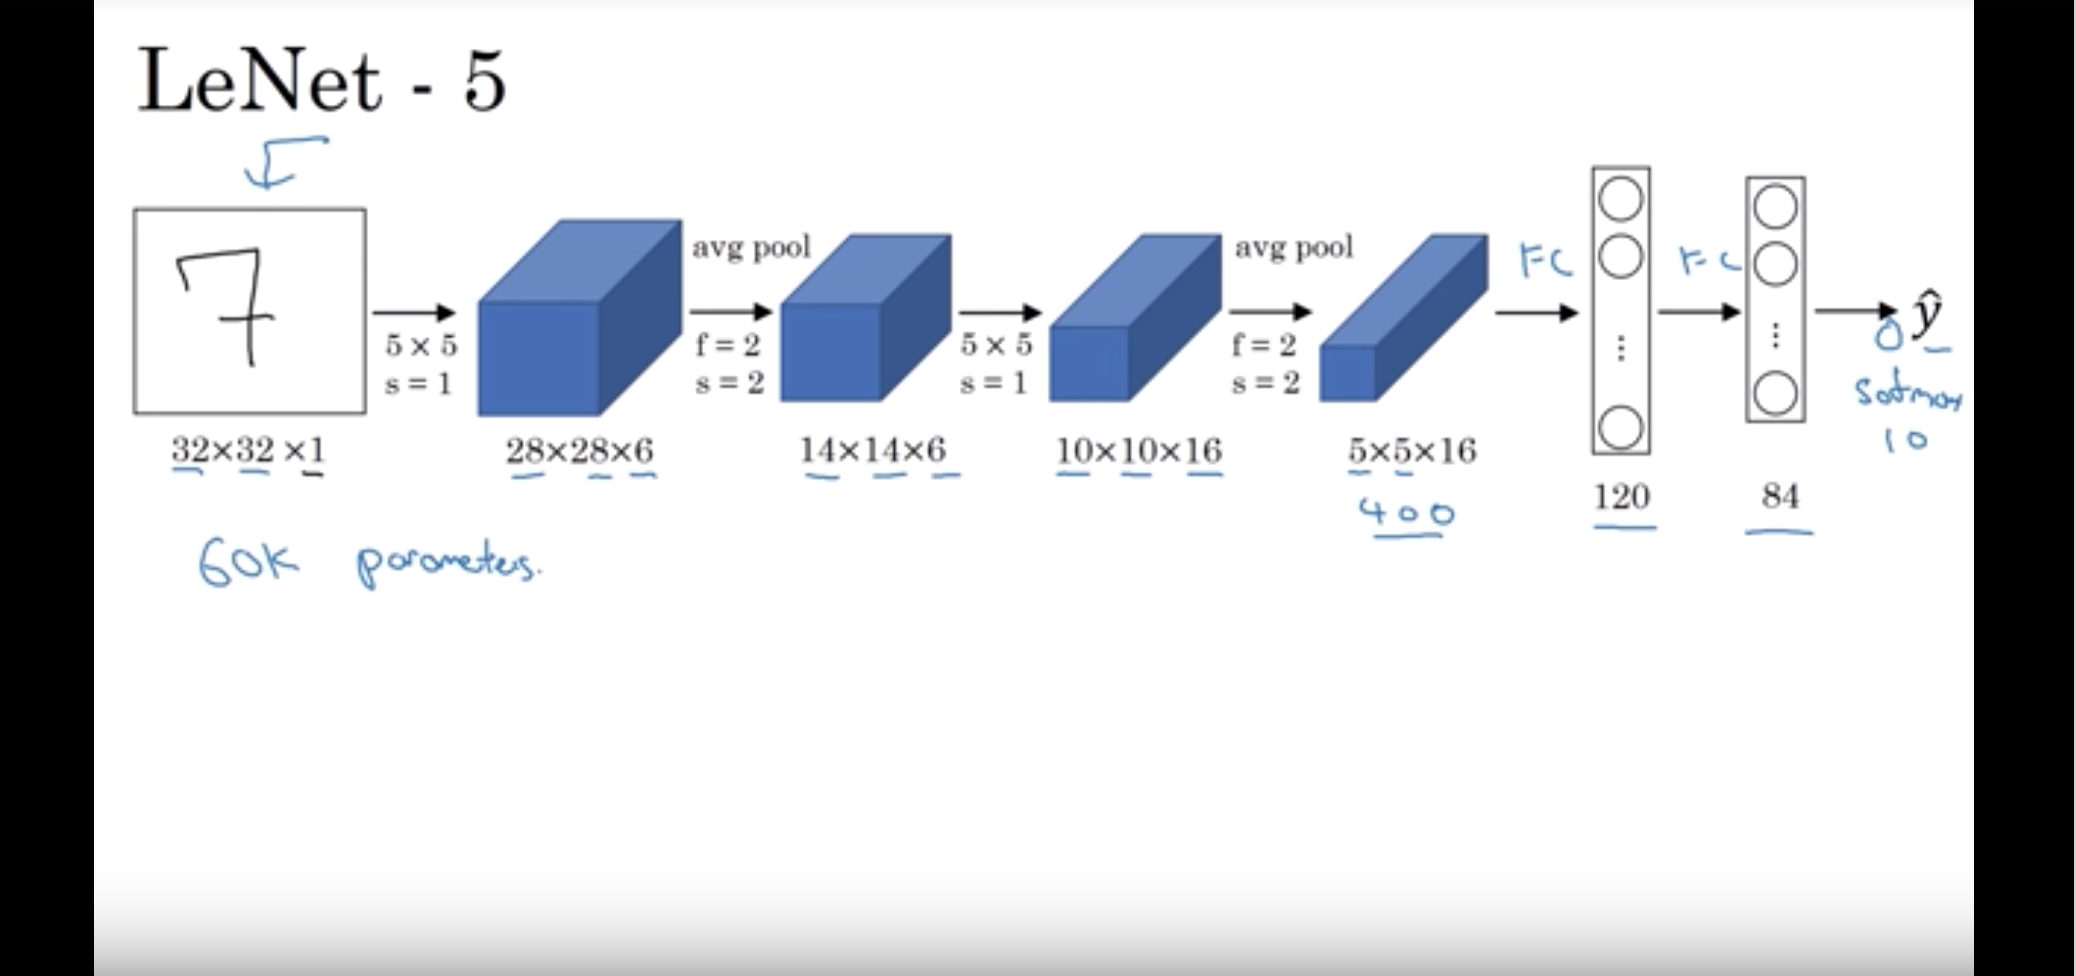 LeNet - 5
7
avg pool
avg pool
FC
FC
5 × 5
s = 1
f = 2
s = 2
5 × 5
s = 1
f = 2
s = 2
⋮
⋮
ŷ
softmax
10
32×32 ×1
28×28×6
14×14×6
10×10×16
5×5×16
400
120
84
60K parameters.